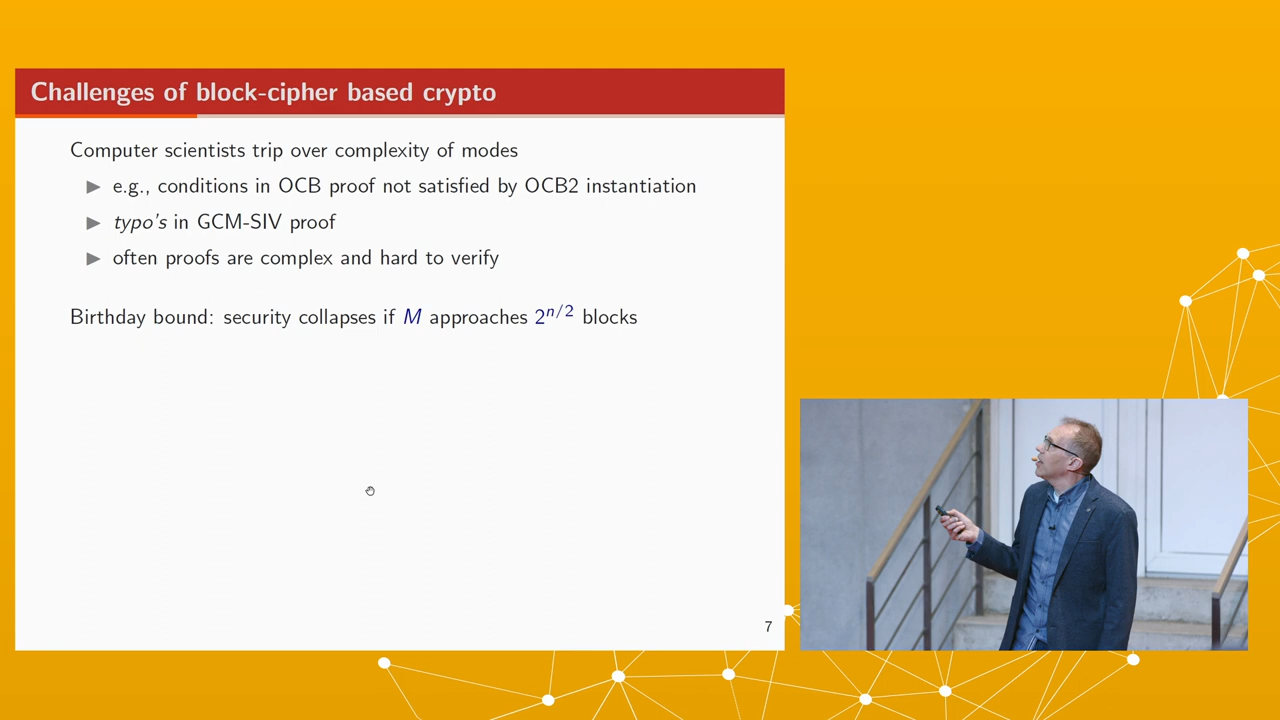 Challenges of block-cipher based crypto
Computer scientists trip over complexity of modes
▶ e.g., conditions in OCB proof not satisfied by OCB2 instantiation
▶ typo's in GCM-SIV proof
▶ often proofs are complex and hard to verify
Birthday bound: security collapses if M approaches 2^{n/2} blocks
7